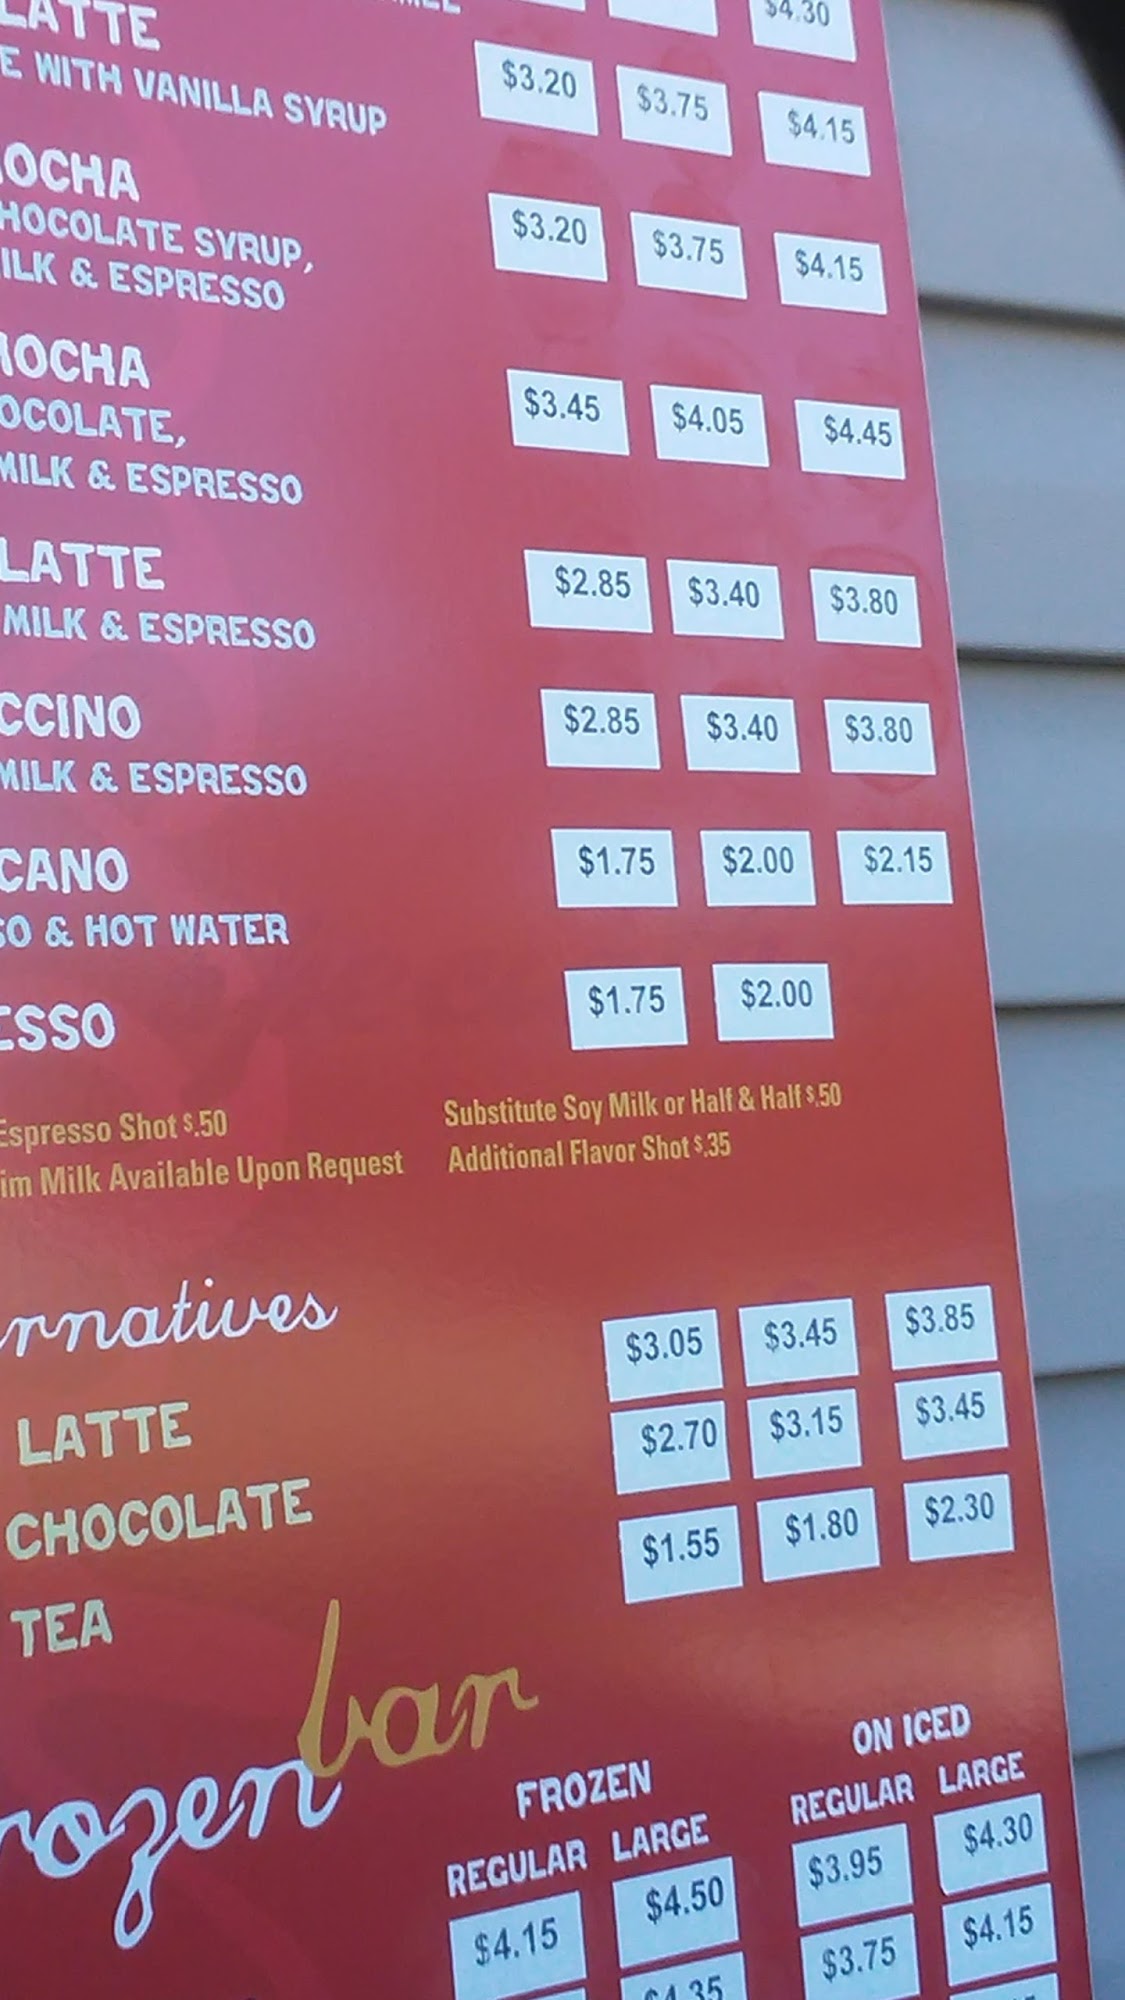 LATTE $4.30
E WITH VANILLA SYRUP $3.20 $3.75 $4.15
OCHA
HOCOLATE SYRUP, $3.20 $3.75 $4.15
ILK & ESPRESSO
OCHA
OCOLATE, $3.45 $4.05 $4.45
MILK & ESPRESSO
LATTE $2.85 $3.40 $3.80
MILK & ESPRESSO
CCINO $2.85 $3.40 $3.80
MILK & ESPRESSO
CANO $1.75 $2.00 $2.15
SO & HOT WATER
ESSO $1.75 $2.00
Espresso Shot $.50 Substitute Soy Milk or Half & Half $.50
im Milk Available Upon Request Additional Flavor Shot $.35
rnatives
LATTE $3.05 $3.45 $3.85
CHOCOLATE $2.70 $3.15 $3.45
TEA $1.55 $1.80 $2.30
rozen bar
FROZEN ON ICED
REGULAR LARGE REGULAR LARGE
$4.15 $4.50 $3.95 $4.30
$4.35 $3.75 $4.15